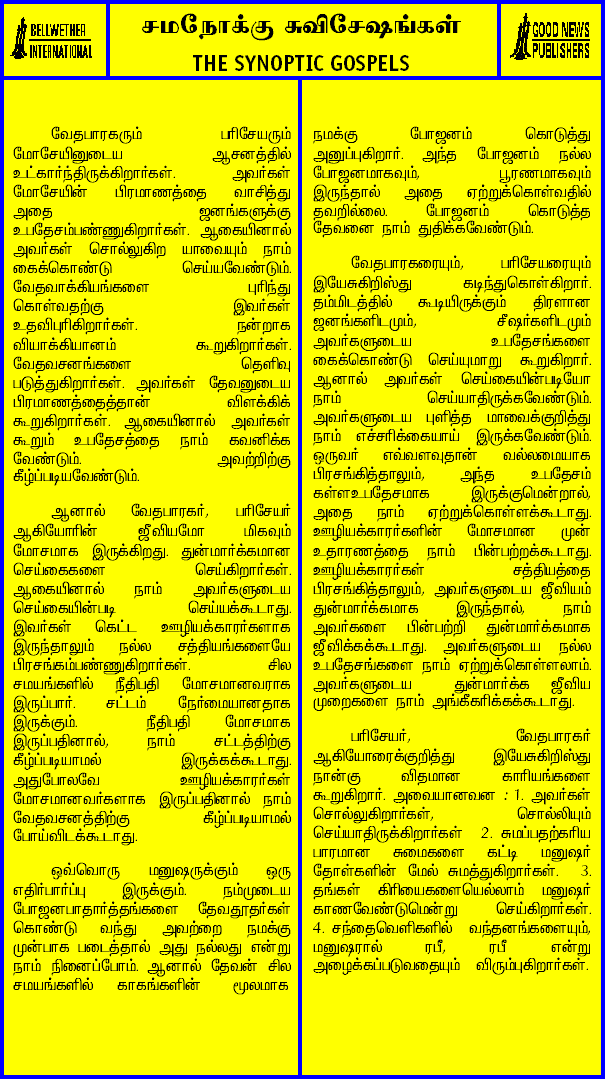 BELLWETHER
INTERNATIONAL
சமநோக்கு சுவிசேஷங்கள்
THE SYNOPTIC GOSPELS
GOOD NEWS
PUBLISHERS
வேதபாரகரும் பரிசேயரும்
மோசேயினுடைய ஆசனத்தில்
உட்கார்ந்திருக்கிறார்கள். அவர்கள்
மோசேயின் பிரமாணத்தை வாசித்து
அதை ஜனங்களுக்கு
உபதேசம்பண்ணுகிறார்கள். ஆகையினால்
அவர்கள் சொல்லுகிற யாவையும் நாம்
கைக்கொண்டு செய்யவேண்டும்.
வேதவாக்கியங்களை புரிந்து
கொள்வதற்கு இவர்கள்
உதவிபுரிகிறார்கள். நன்றாக
வியாக்கியானம் கூறுகிறார்கள்.
வேதவசனங்களை தெளிவு
படுத்துகிறார்கள். அவர்கள் தேவனுடைய
பிரமாணத்தைத்தான் விளக்கிக்
கூறுகிறார்கள். ஆகையினால் அவர்கள்
கூறும் உபதேசத்தை நாம் கவனிக்க
வேண்டும். அவற்றிற்கு
கீழ்ப்படியவேண்டும்.
ஆனால் வேதபாரகர், பரிசேயர்
ஆகியோரின் ஜீவியமோ மிகவும்
மோசமாக இருக்கிறது. துன்மார்க்கமான
செய்கைகளை செய்கிறார்கள்.
ஆகையினால் நாம் அவர்களுடைய
செய்கையின்படி செய்யக்கூடாது.
இவர்கள் கெட்ட ஊழியக்காரர்களாக
இருந்தாலும் நல்ல சத்தியங்களையே
பிரசங்கம்பண்ணுகிறார்கள். சில
சமயங்களில் நீதிபதி மோசமானவராக
இருப்பார். சட்டம் நேர்மையானதாக
இருக்கும். நீதிபதி மோசமாக
இருப்பதினால், நாம் சட்டத்திற்கு
கீழ்ப்படியாமல் இருக்கக்கூடாது.
அதுபோலவே ஊழியக்காரர்கள்
மோசமானவர்களாக இருப்பதினால் நாம்
வேதவசனத்திற்கு கீழ்ப்படியாமல்
போய்விடக்கூடாது.
ஒவ்வொரு மனுஷருக்கும் ஒரு
எதிர்பார்ப்பு இருக்கும். நம்முடைய
போஜனபாதார்த்தங்களை தேவதூதர்கள்
கொண்டு வந்து அவற்றை நமக்கு
முன்பாக படைத்தால் அது நல்லது என்று
நாம் நினைப்போம். ஆனால் தேவன் சில
சமயங்களில் காகங்களின் மூலமாக
நமக்கு போஜனம் கொடுத்து
அனுப்புகிறார். அந்த போஜனம் நல்ல
போஜனமாகவும், பூரணமாகவும்
இருந்தால் அதை ஏற்றுக்கொள்வதில்
தவறில்லை. போஜனம் கொடுத்த
தேவனை நாம் துதிக்கவேண்டும்.
வேதபாரகரையும், பரிசேயரையும்
இயேசுகிறிஸ்து கடிந்துகொள்கிறார்.
தம்மிடத்தில் கூடியிருக்கும் திரளான
ஜனங்களிடமும், சீஷர்களிடமும்
அவர்களுடைய உபதேசங்களை
கைக்கொண்டு செய்யுமாறு கூறுகிறார்.
ஆனால் அவர்கள் செய்கையின்படியோ
நாம் செய்யாதிருக்கவேண்டும்.
அவர்களுடைய புளித்த மாவைக்குறித்து
நாம் எச்சரிக்கையாய் இருக்கவேண்டும்.
ஒருவர் எவ்வளவுதான் வல்லமையாக
பிரசங்கித்தாலும், அந்த உபதேசம்
கள்ளஉபதேசமாக இருக்குமென்றால்,
அதை நாம் ஏற்றுக்கொள்ளக்கூடாது.
ஊழியக்காரர்களின் மோசமான முன்
உதாரணத்தை நாம் பின்பற்றக்கூடாது.
ஊழியக்காரர்கள் சத்தியத்தை
பிரசங்கித்தாலும், அவர்களுடைய ஜீவியம்
துன்மார்க்கமாக இருந்தால், நாம்
அவர்களை பின்பற்றி துன்மார்க்கமாக
ஜீவிக்கக்கூடாது. அவர்களுடைய நல்ல
உபதேசங்களை நாம் ஏற்றுக்கொள்ளலாம்.
அவர்களுடைய துன்மார்க்க ஜீவிய
முறைகளை நாம் அங்கீகரிக்கக்கூடாது.
பரிசேயர், வேதபாரகர்
ஆகியோரைக்குறித்து இயேசுகிறிஸ்து
நான்கு விதமான காரியங்களை
கூறுகிறார். அவையானவன : 1. அவர்கள்
சொல்லுகிறார்கள், சொல்லியும்
செய்யாதிருக்கிறார்கள் 2. சுமப்பதற்கரிய
பாரமான சுமைகளை கட்டி மனுஷர்
தோள்களின் மேல் சுமத்துகிறார்கள். 3.
தங்கள் கிரியைகளையெல்லாம் மனுஷர்
காணவேண்டுமென்று செய்கிறார்கள்.
4. சந்தைவெளிகளில் வந்தனங்களையும்,
மனுஷரால் ரபீ, ரபீ என்று
அழைக்கப்படுவதையும் விரும்புகிறார்கள்.